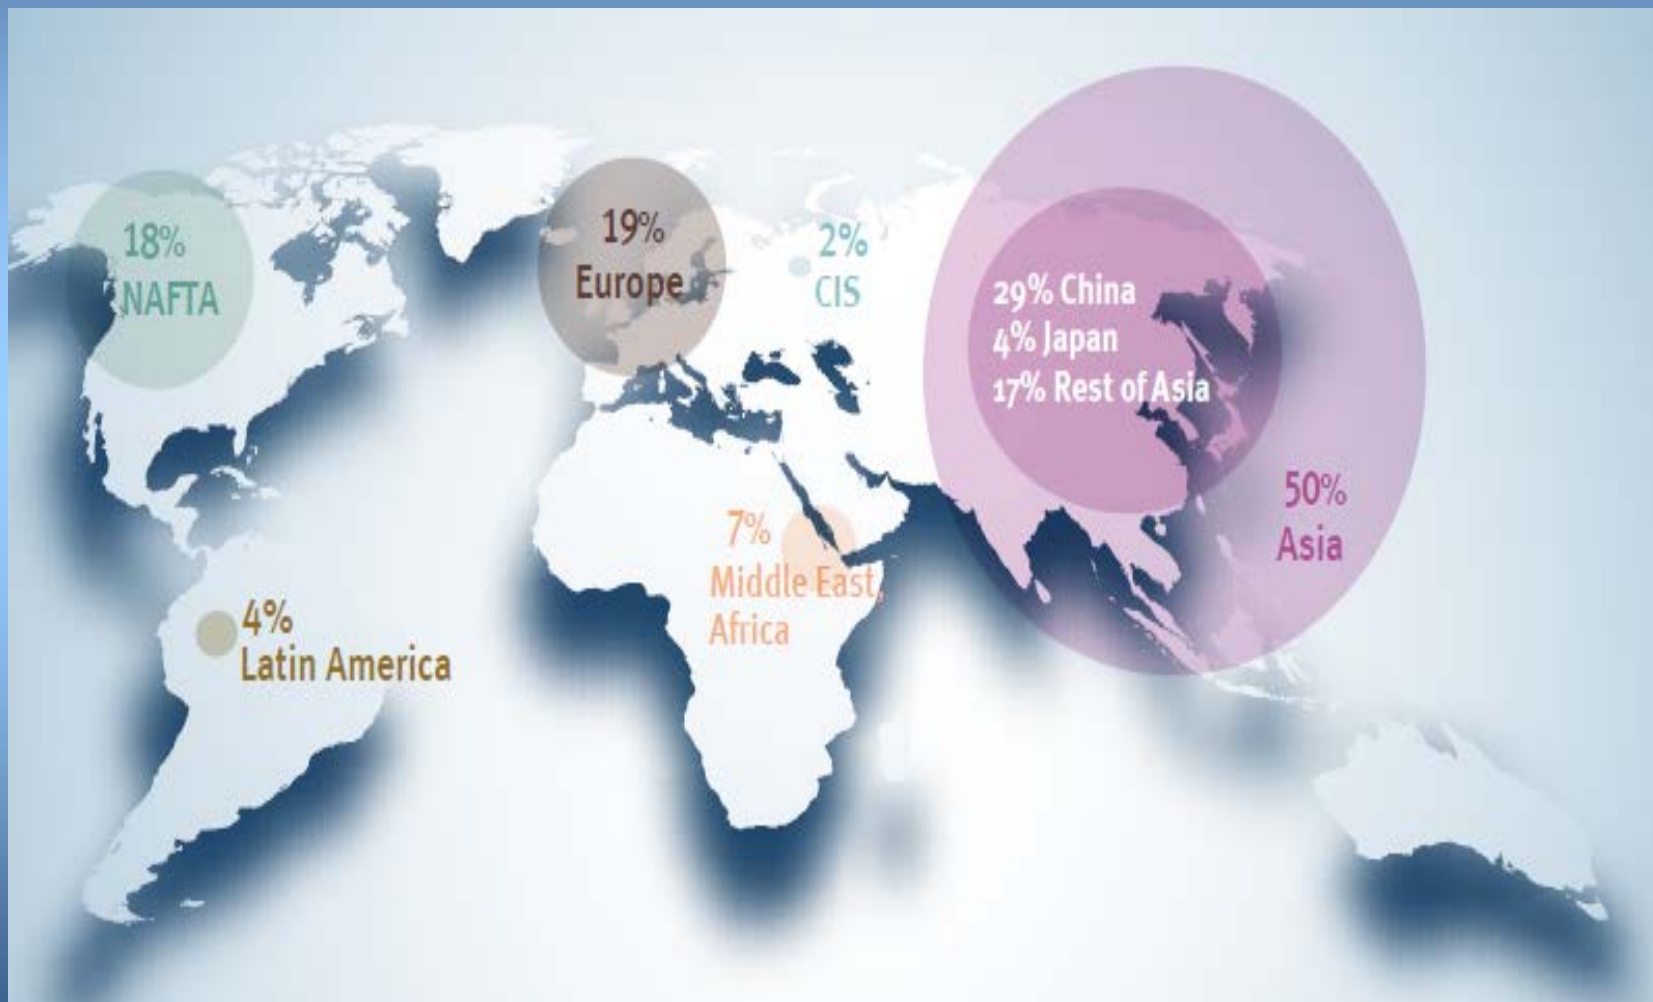 18%
NAFTA
19%
Europe
2%
CIS
29% China
4% Japan
17% Rest of Asia
50%
Asia
7%
Middle East,
Africa
4%
Latin America